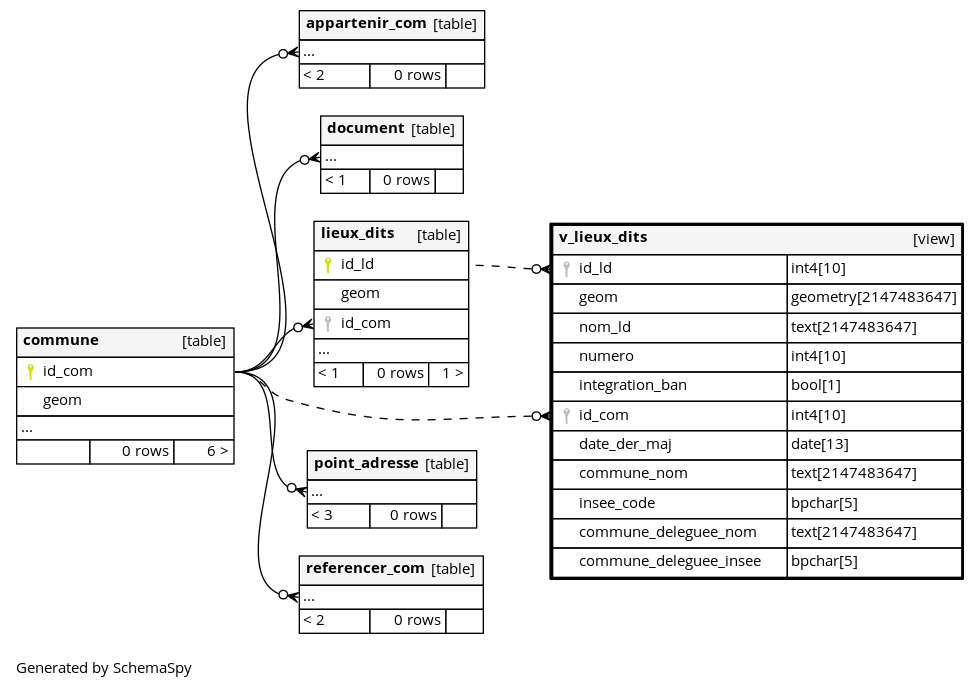 appartenir_com [table]
...
< 2 0 rows
document [table]
...
< 1 0 rows
lieux_dits [table]
id_ld
geom
id_com
...
< 1 0 rows 1 >
commune [table]
id_com
geom
...
0 rows 6 >
point_adresse [table]
...
< 3 0 rows
referencer_com [table]
...
< 2 0 rows
v_lieux_dits [view]
id_ld int4[10]
geom geometry[2147483647]
nom_ld text[2147483647]
numero int4[10]
integration_ban bool[1]
id_com int4[10]
date_der_maj date[13]
commune_nom text[2147483647]
insee_code bpchar[5]
commune_deleguee_nom text[2147483647]
commune_deleguee_insee bpchar[5]
Generated by SchemaSpy